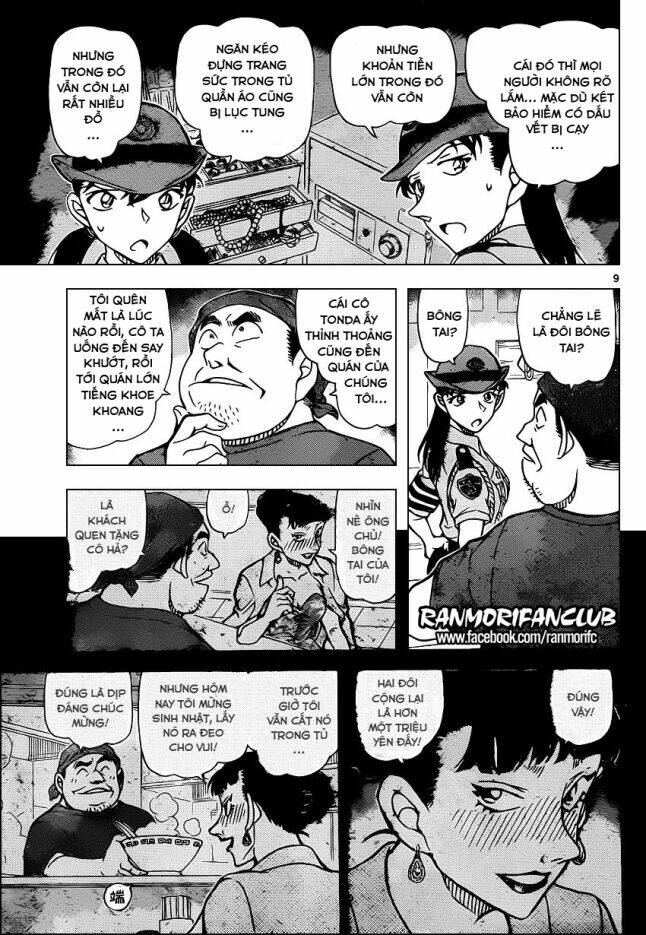 CÁI ĐÓ THÌ MỌI
NGƯỜI KHÔNG RÕ
LẮM... MẶC DÙ KÉT
BẢO HIỂM CÓ DẤU
VẾT BỊ CẠY
...
NHƯNG
KHOẢN TIỀN
LỚN TRONG ĐÓ
VẪN CÒN
NGĂN KÉO
ĐỰNG TRANG
SỨC TRONG TỦ
QUẦN ÁO CŨNG
BỊ LỤC TUNG
...
NHƯNG
TRONG ĐÓ
VẪN CÒN LẠI
RẤT NHIỀU
ĐỒ
...
9
CHẲNG LẼ
LÀ ĐÔI BÔNG
TAI?
BÔNG
TAI?
CÁI CÔ
TONDA ẤY
THỈNH THOẢNG
CŨNG ĐẾN
QUÁN CỦA
CHÚNG TÔI...
TÔI QUÊN
MẤT LÀ LÚC
NÀO RỒI, CÔ TA
UỐNG ĐẾN SAY
KHƯỚT, RỒI
TỚI QUÁN LỚN
TIẾNG KHOE
KHOANG
...
NHÌN
NÈ ÔNG
CHỦ!
BÔNG
TAI CỦA
TÔI!
Ồ!
LÀ
KHÁCH
QUEN TẶNG
CÔ HẢ?
RANMORIFANCLUB
www.facebook.com/ranmorifc
ĐÚNG
VẬY!
HAI ĐÔI
CỘNG LẠI
LÀ HƠN
MỘT TRIỆU
YÊN ĐẤY!
TRƯỚC
GIỜ TÔI
VẪN CẤT NÓ
TRONG TỦ
...
NHƯNG HÔM
NAY TÔI MỪNG
SINH NHẬT, LẤY
NÓ RA ĐEO
CHO VUI!
ĐÚNG LÀ DỊP
ĐÁNG CHÚC
MỪNG!
端